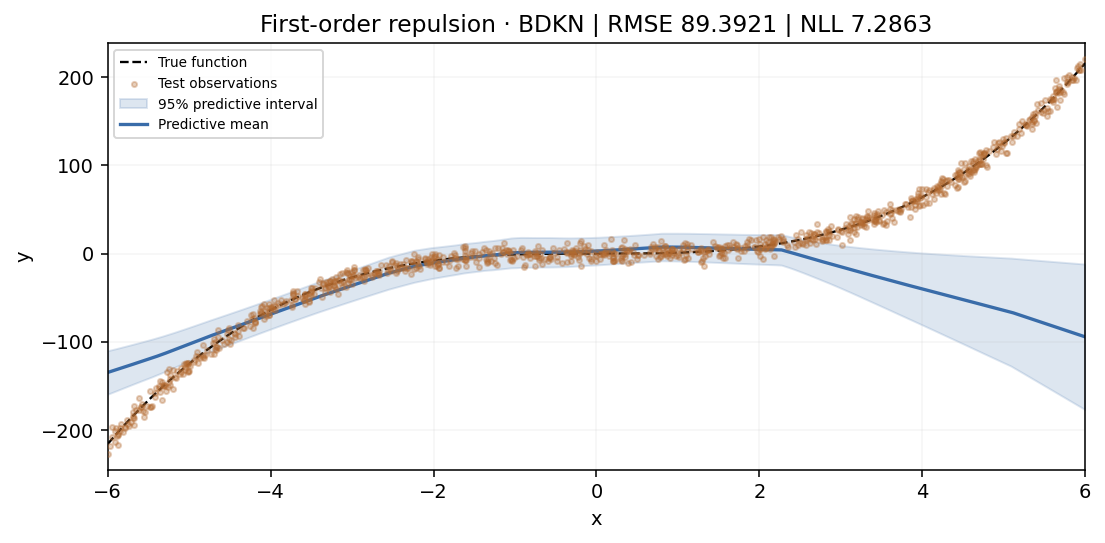 First-order repulsion · BDKN | RMSE 89.3921 | NLL 7.2863
True function
Test observations
95% predictive interval
Predictive mean
y
200
100
0
−100
−200
−6
−4
−2
0
2
4
6
x